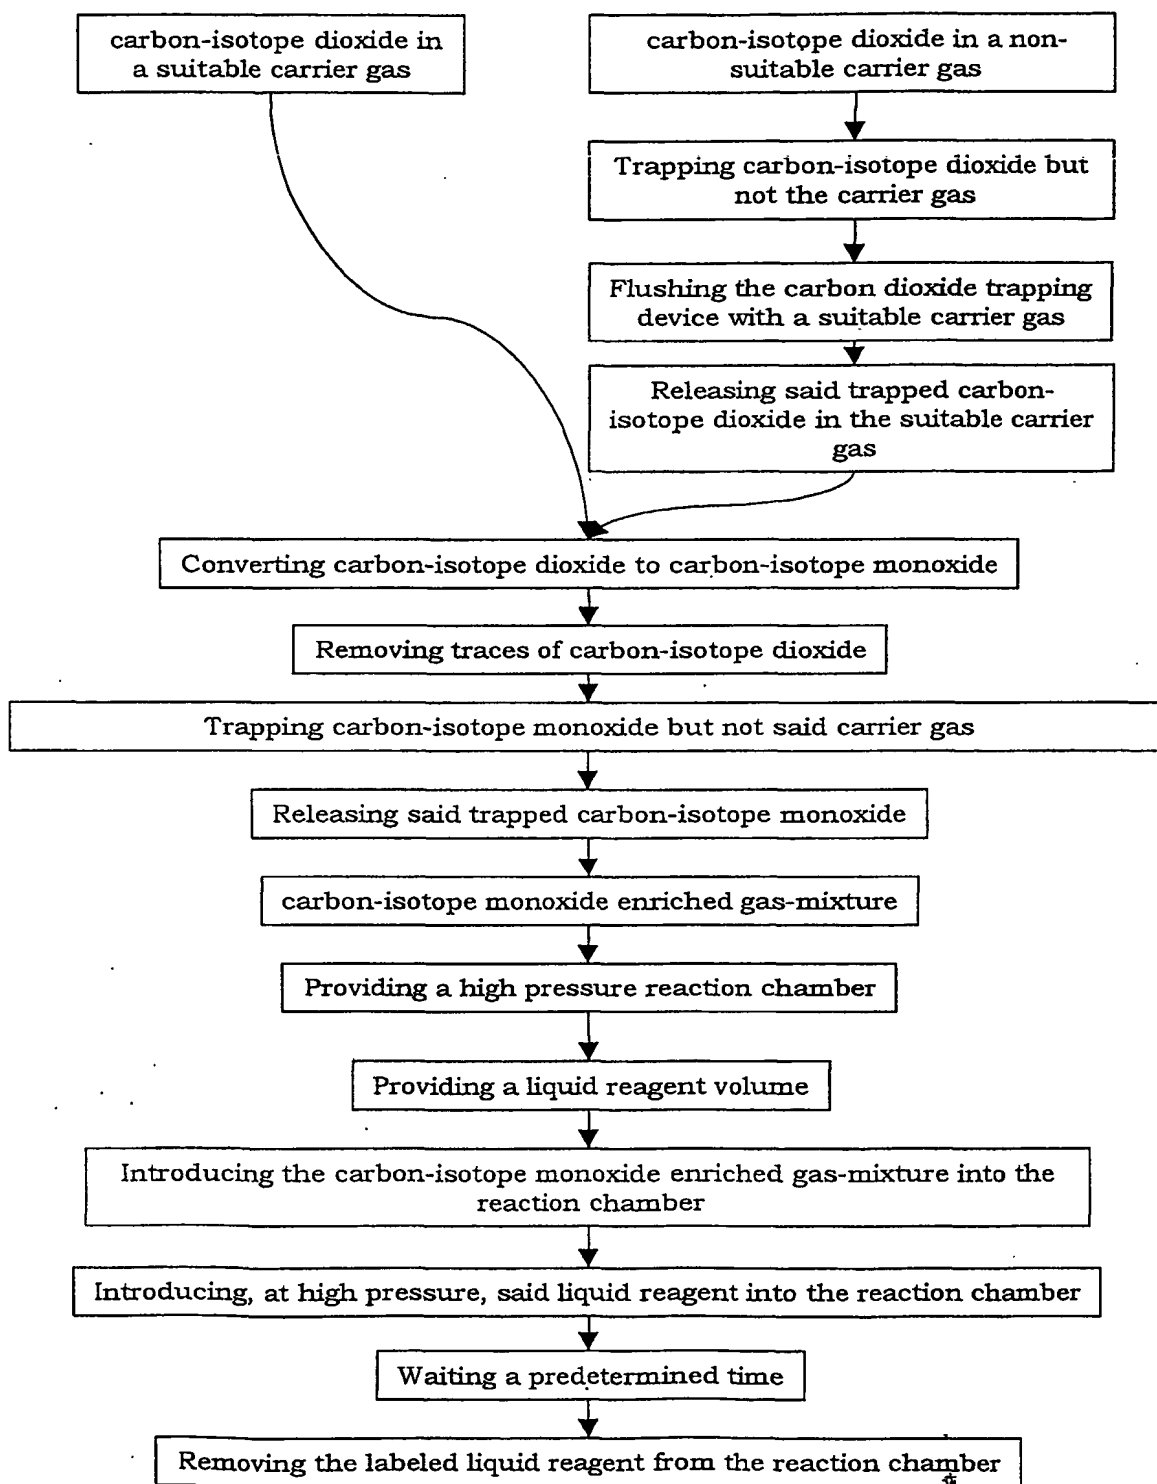 carbon-isotope dioxide in
a suitable carrier gas
carbon-isotope dioxide in a non-
suitable carrier gas
Trapping carbon-isotope dioxide but
not the carrier gas
Flushing the carbon dioxide trapping
device with a suitable carrier gas
Releasing said trapped carbon-
isotope dioxide in the suitable carrier
gas
Converting carbon-isotope dioxide to carbon-isotope monoxide
Removing traces of carbon-isotope dioxide
Trapping carbon-isotope monoxide but not said carrier gas
Releasing said trapped carbon-isotope monoxide
carbon-isotope monoxide enriched gas-mixture
Providing a high pressure reaction chamber
Providing a liquid reagent volume
Introducing the carbon-isotope monoxide enriched gas-mixture into the
reaction chamber
Introducing, at high pressure, said liquid reagent into the reaction chamber
Waiting a predetermined time
Removing the labeled liquid reagent from the reaction chamber